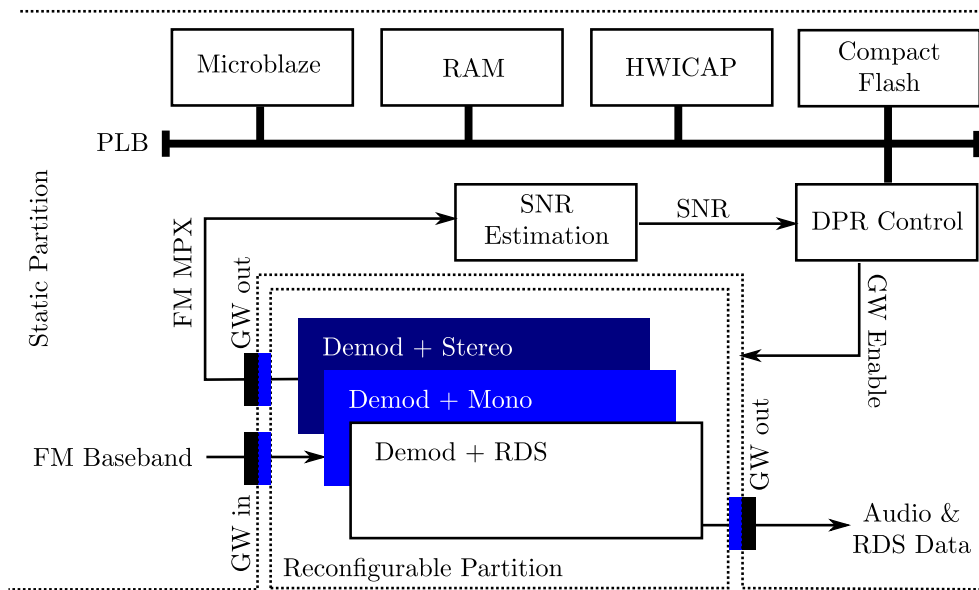 Microblaze
RAM
HWICAP
Compact
Flash
PLB
Static Partition
FM MPX
GW out
SNR
Estimation
SNR
DPR Control
GW Enable
Demod + Stereo
Demod + Mono
Demod + RDS
FM Baseband
GW in
GW out
Audio &
RDS Data
Reconfigurable Partition